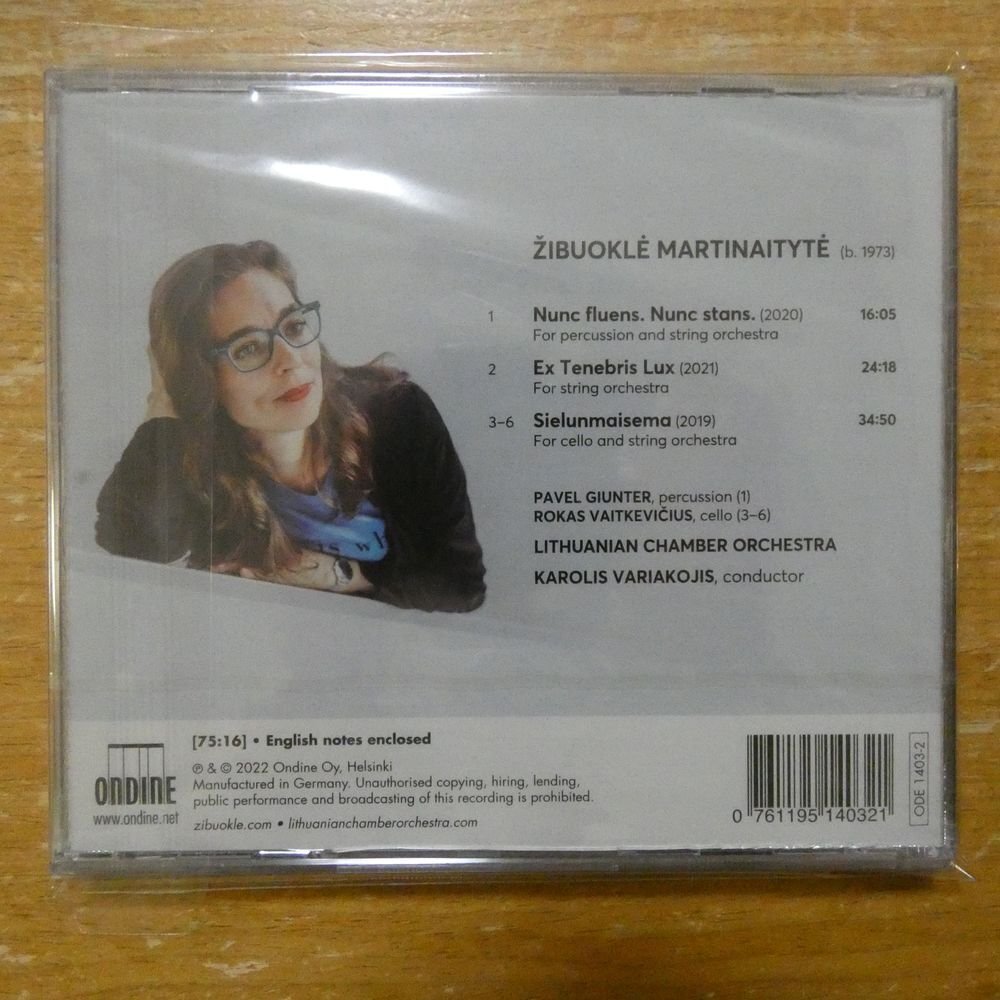 ŽIBUOKLĖ MARTINAITYTĖ (b. 1973)
1 Nunc fluens. Nunc stans. (2020) 16:05
For percussion and string orchestra
2 Ex Tenebris Lux (2021) 24:18
For string orchestra
3–6 Sielunmaisema (2019) 34:50
For cello and string orchestra
PAVEL GIUNTER, percussion (1)
ROKAS VAITKEVIČIUS, cello (3–6)
LITHUANIAN CHAMBER ORCHESTRA
KAROLIS VARIAKOJIS, conductor
[75:16] • English notes enclosed
℗ & © 2022 Ondine Oy, Helsinki
Manufactured in Germany. Unauthorised copying, hiring, lending,
public performance and broadcasting of this recording is prohibited.
zibuokle.com • lithuanianchamberorchestra.com
ONDINE
www.ondine.net
0 761195 140321
ODE 1403-2